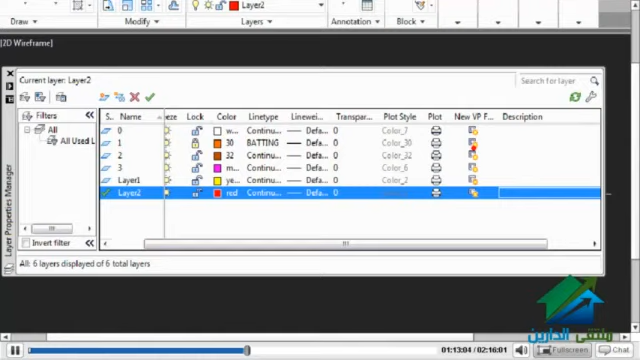 Layer2
Draw Modify Layers Annotation Block
[2D Wireframe]
Current layer: Layer2
Search for layer
Filters
S.. Name eeze Lock Color Linetype Linewei... Transpar... Plot Style Plot New VP F... Description
All
All Used L
0 w... Continu... Defa... 0 Color_7
1 30 BATTING Defa... 0 Color_30
2 32 Continu... Defa... 0 Color_32
3 m... Continu... Defa... 0 Color_6
Layer1 ye... Continu... Defa... 0 Color_2
Layer2 red Continu... Defa... 0
Invert filter
Layer Properties Manager
All: 6 layers displayed of 6 total layers
ملتقى الدارين
01:13:04 / 02:16:01
Fullscreen
Chat